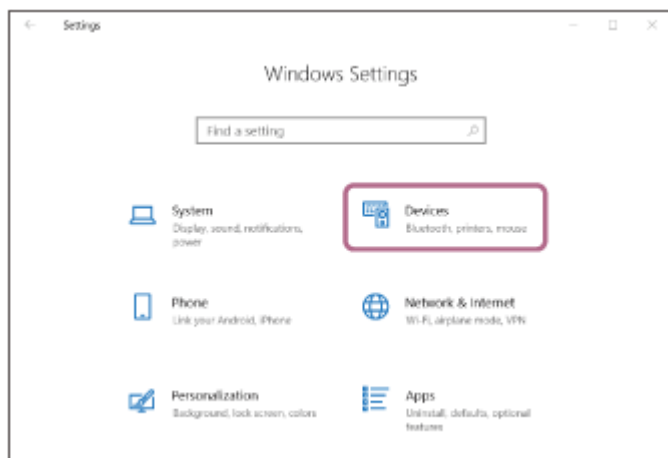 Settings
Windows Settings
Find a setting
System
Display, sound, notifications,
power
Devices
Bluetooth, printers, mouse
Phone
Link your Android, iPhone
Network & Internet
Wi-Fi, airplane mode, VPN
Personalization
Background, lock screen, colors
Apps
Uninstall, defaults, optional
features